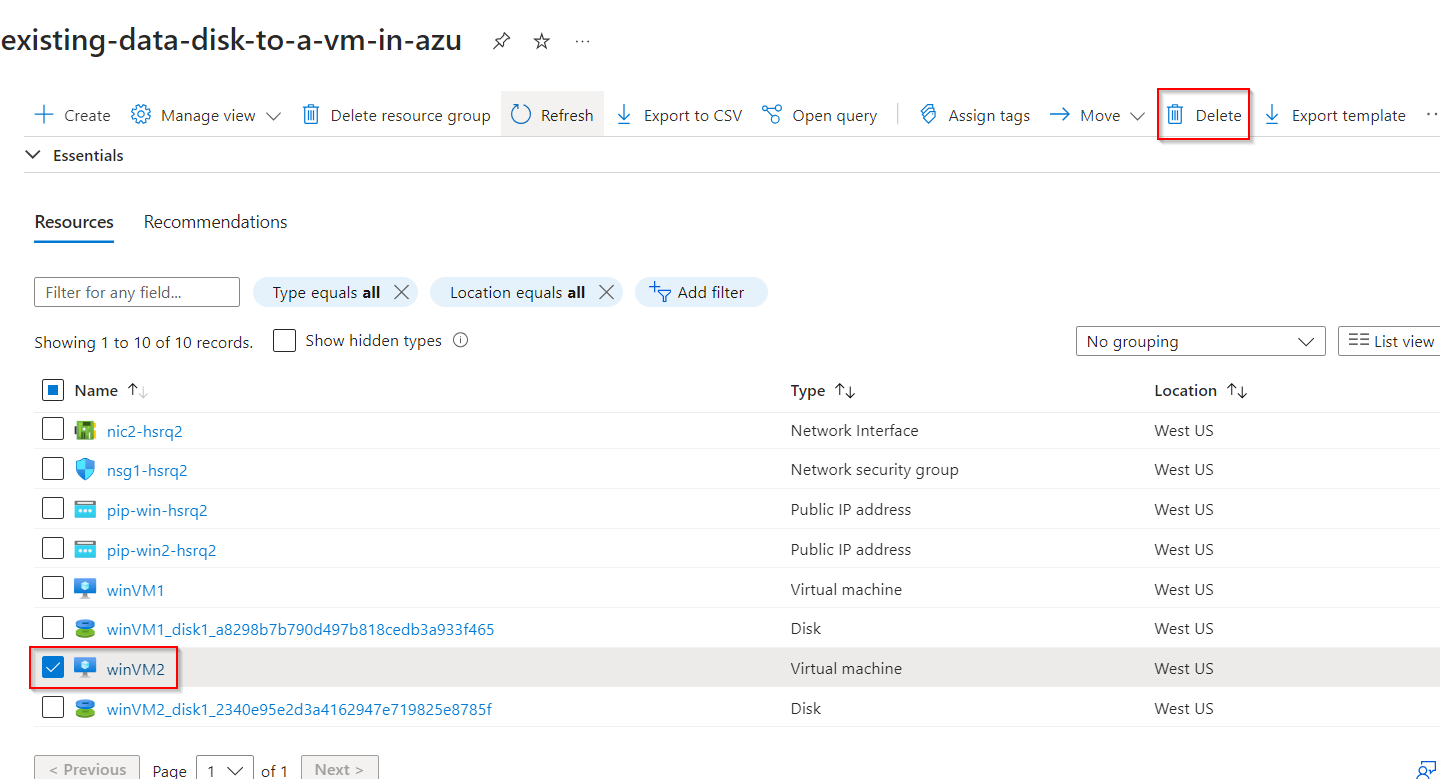 existing-data-disk-to-a-vm-in-azu
Create Manage view Delete resource group Refresh Export to CSV Open query Assign tags Move Delete Export template
Essentials
Resources Recommendations
Filter for any field... Type equals all Location equals all Add filter
Showing 1 to 10 of 10 records. Show hidden types No grouping List view
Name Type Location
nic2-hsrq2 Network Interface West US
nsg1-hsrq2 Network security group West US
pip-win-hsrq2 Public IP address West US
pip-win2-hsrq2 Public IP address West US
winVM1 Virtual machine West US
winVM1_disk1_a8298b7b790d497b818cedb3a933f465 Disk West US
winVM2 Virtual machine West US
winVM2_disk1_2340e95e2d3a4162947e719825e8785f Disk West US
< Previous Page 1 of 1 Next >